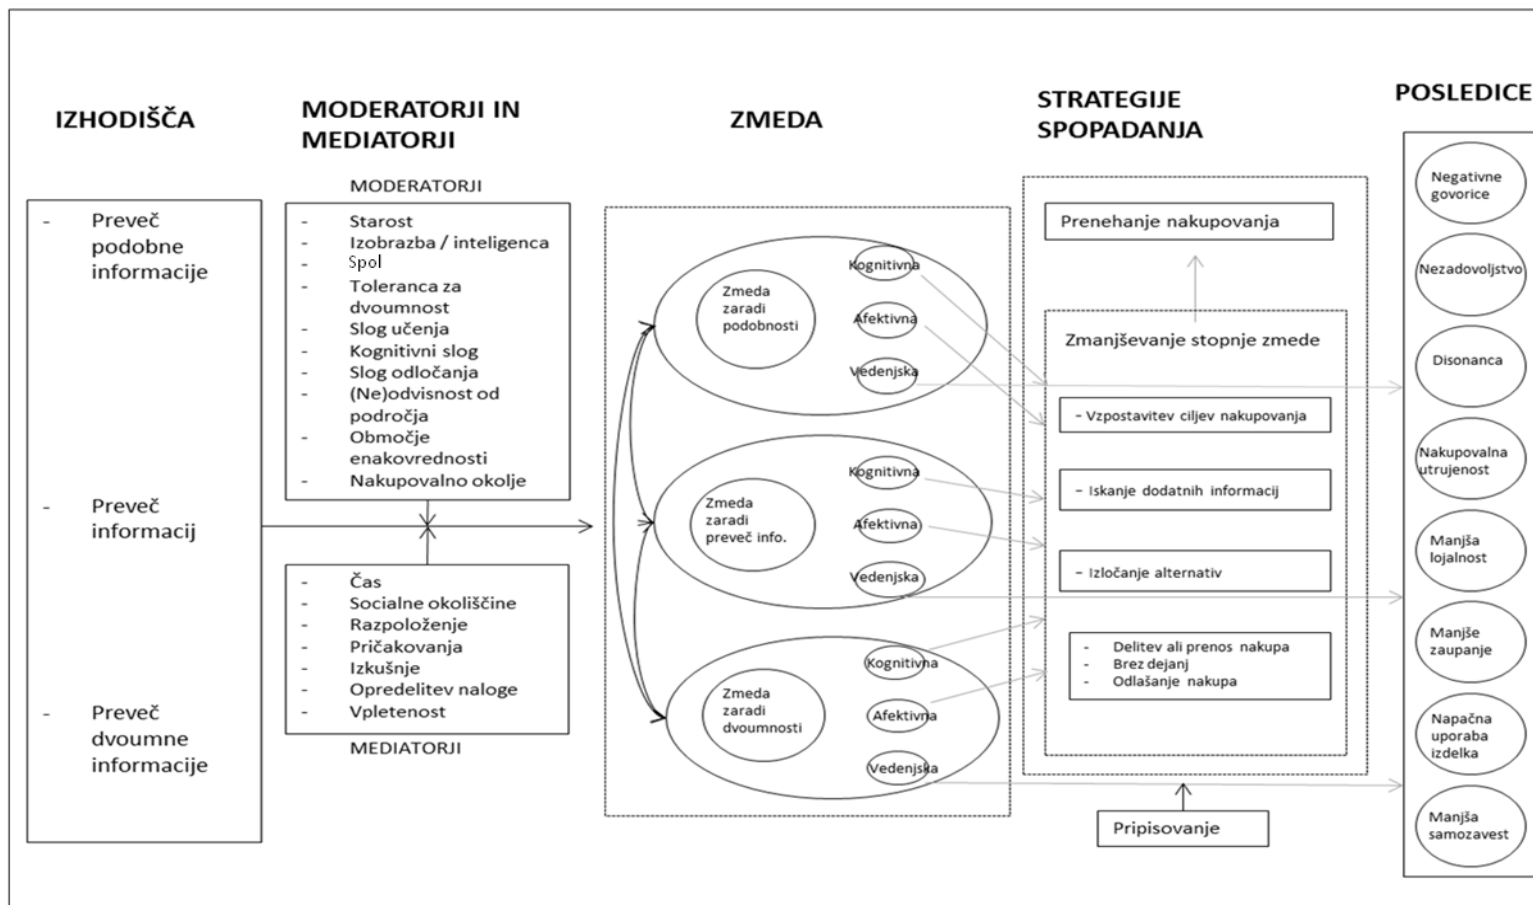 IZHODIŠČA
- Preveč
podobne
informacije
- Preveč
informacij
- Preveč
dvoumne
informacije
MODERATORJI IN
MEDIATORJI
MODERATORJI
- Starost
- Izobrazba / inteligenca
- Spol
- Toleranca za
dvoumnost
- Slog učenja
- Kognitivni slog
- Slog odločanja
- (Ne)odvisnost od
področja
- Območje
enakovrednosti
- Nakupovalno okolje
- Čas
- Socialne okoliščine
- Razpoloženje
- Pričakovanja
- Izkušnje
- Opredelitev naloge
- Vpletenost
MEDIATORJI
ZMEDA
Zmeda
zaradi
podobnosti
Kognitivna
Afektivna
Vedenjska
Zmeda
zaradi
preveč info.
Kognitivna
Afektivna
Vedenjska
Zmeda
zaradi
dvoumnosti
Kognitivna
Afektivna
Vedenjska
STRATEGIJE
SPOPADANJA
Prenehanje nakupovanja
Zmanjševanje stopnje zmede
- Vzpostavitev ciljev nakupovanja
- Iskanje dodatnih informacij
- Izločanje alternativ
- Delitev ali prenos nakupa
- Brez dejanj
- Odlašanje nakupa
Pripisovanje
POSLEDICE
Negativne
govorice
Nezadovoljstvo
Disonanca
Nakupovalna
utrujenost
Manjša
lojalnost
Manjše
zaupanje
Napačna
uporaba
izdelka
Manjša
samozavest